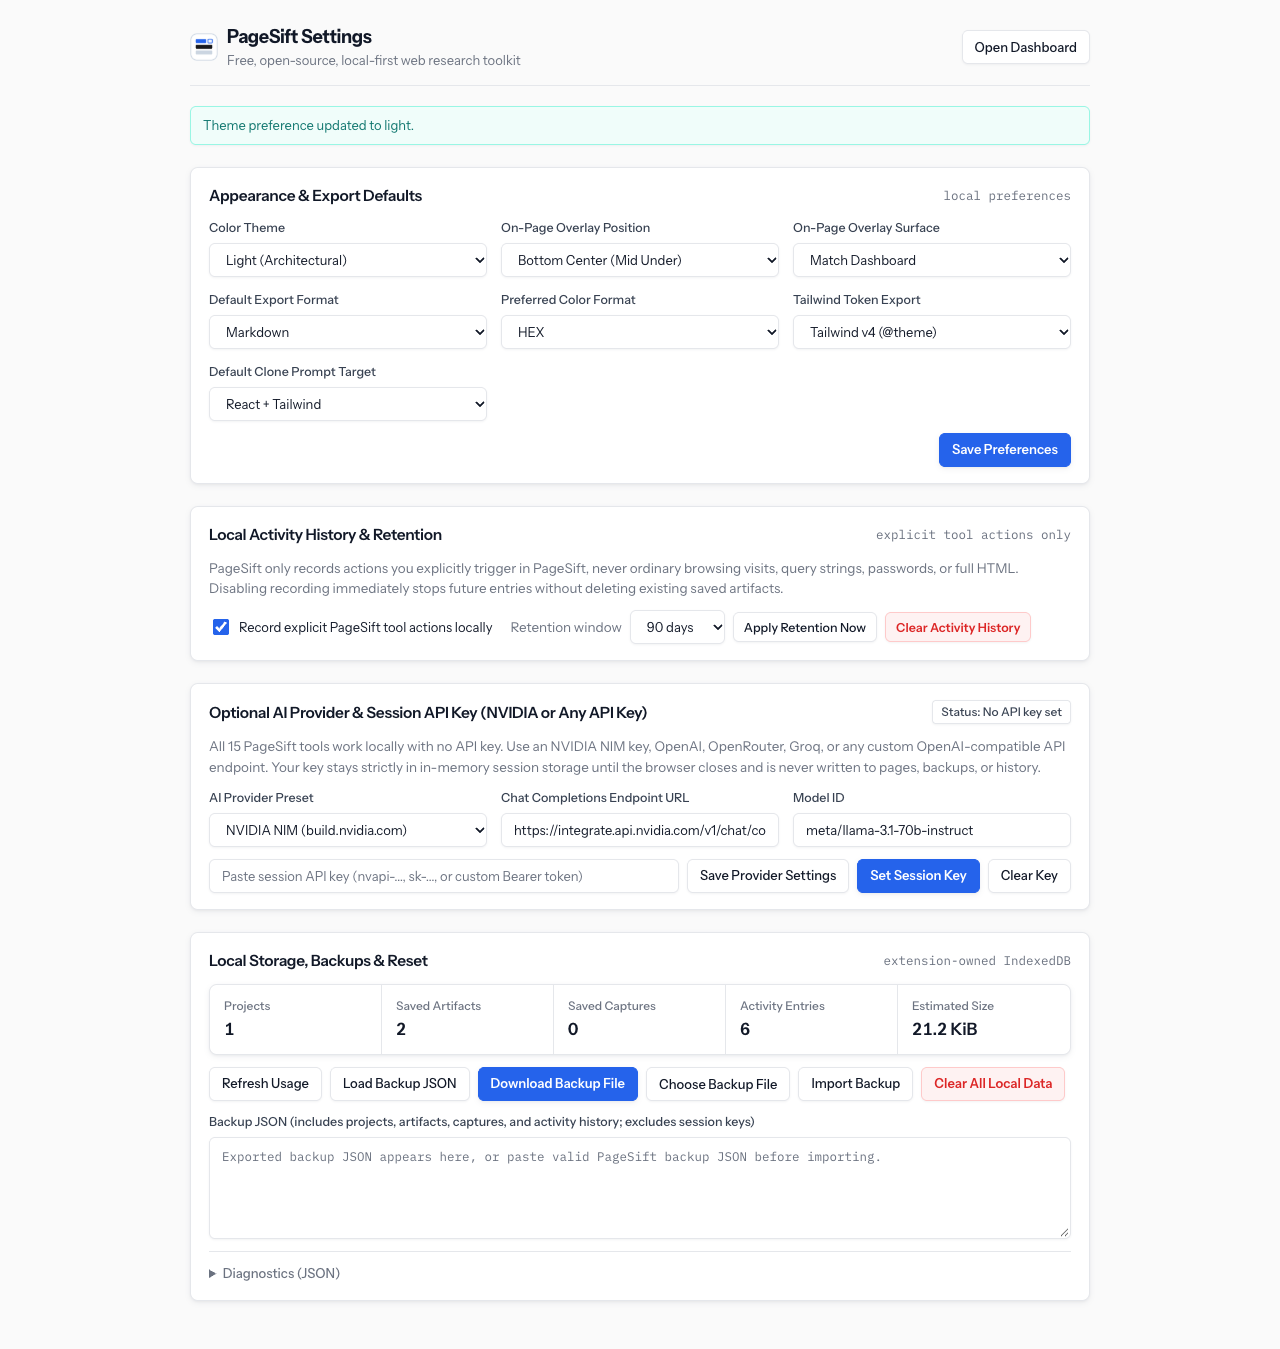 PageSift Settings
Free, open-source, local-first web research toolkit
Open Dashboard
Theme preference updated to light.
Appearance & Export Defaults
local preferences
Color Theme
On-Page Overlay Position
On-Page Overlay Surface
Light (Architectural)
Bottom Center (Mid Under)
Match Dashboard
Default Export Format
Preferred Color Format
Tailwind Token Export
Markdown
HEX
Tailwind v4 (@theme)
Default Clone Prompt Target
React + Tailwind
Save Preferences
Local Activity History & Retention
explicit tool actions only
PageSift only records actions you explicitly trigger in PageSift, never ordinary browsing visits, query strings, passwords, or full HTML.
Disabling recording immediately stops future entries without deleting existing saved artifacts.
Record explicit PageSift tool actions locally
Retention window
90 days
Apply Retention Now
Clear Activity History
Optional AI Provider & Session API Key (NVIDIA or Any API Key)
Status: No API key set
All 15 PageSift tools work locally with no API key. Use an NVIDIA NIM key, OpenAI, OpenRouter, Groq, or any custom OpenAI-compatible API
endpoint. Your key stays strictly in in-memory session storage until the browser closes and is never written to pages, backups, or history.
AI Provider Preset
Chat Completions Endpoint URL
Model ID
NVIDIA NIM (build.nvidia.com)
https://integrate.api.nvidia.com/v1/chat/co
meta/llama-3.1-70b-instruct
Paste session API key (nvapi-..., sk-..., or custom Bearer token)
Save Provider Settings
Set Session Key
Clear Key
Local Storage, Backups & Reset
extension-owned IndexedDB
Projects
Saved Artifacts
Saved Captures
Activity Entries
Estimated Size
1
2
0
6
21.2 KiB
Refresh Usage
Load Backup JSON
Download Backup File
Choose Backup File
Import Backup
Clear All Local Data
Backup JSON (includes projects, artifacts, captures, and activity history; excludes session keys)
Exported backup JSON appears here, or paste valid PageSift backup JSON before importing.
Diagnostics (JSON)